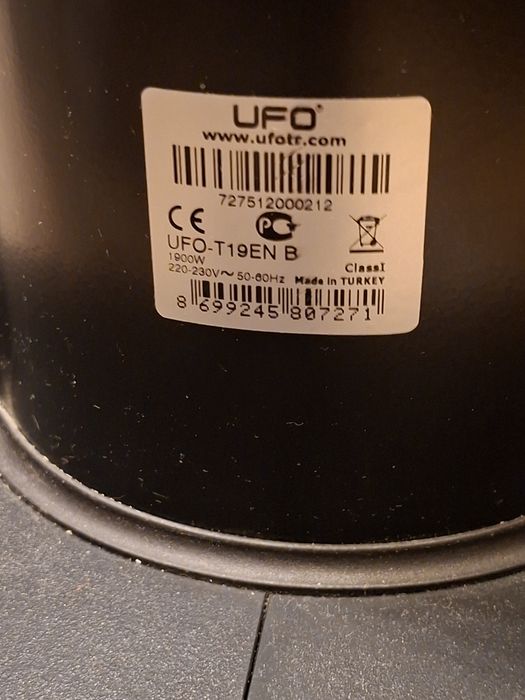 UFO®
www.ufotr.com
727512000212
CE PG
UFO-T19EN B
1900W
220-230V~ 50-60Hz
ClassI
Made in TURKEY
8 699245 807271